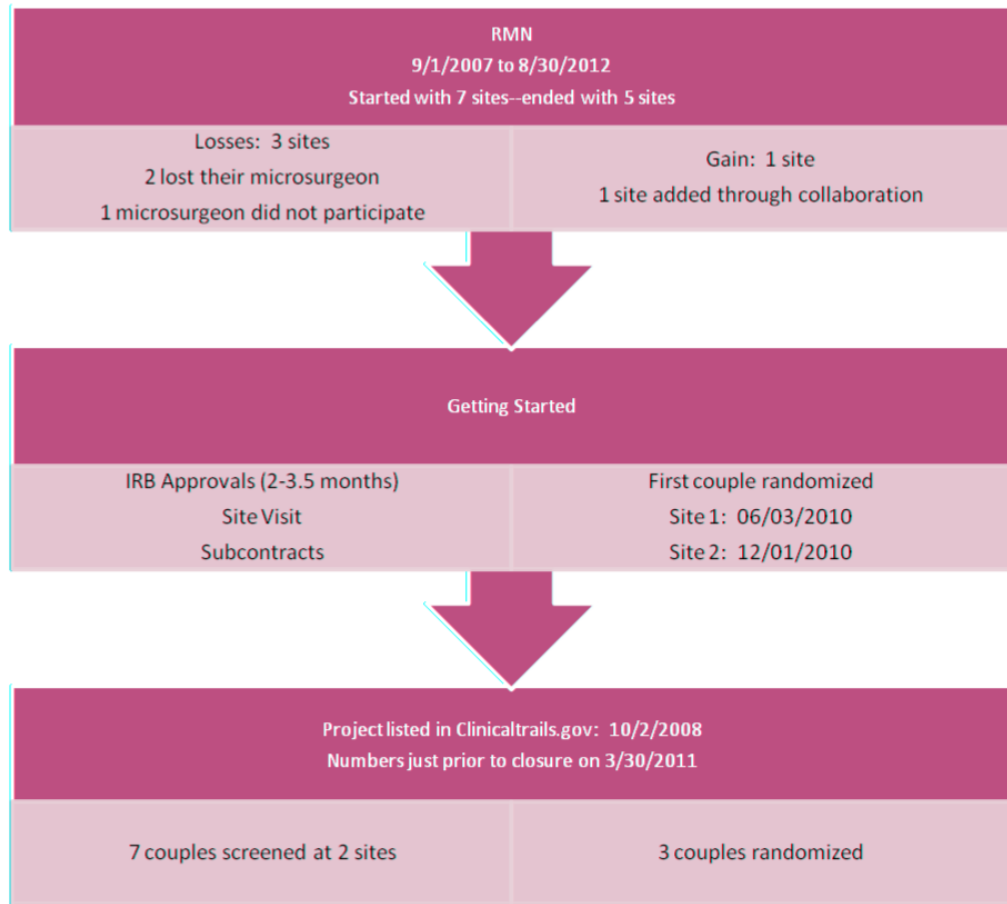 RMN
9/1/2007 to 8/30/2012
Started with 7 sites--ended with 5 sites
Losses: 3 sites
2 lost their microsurgeon
1 microsurgeon did not participate
Gain: 1 site
1 site added through collaboration
Getting Started
IRB Approvals (2-3.5 months)
Site Visit
Subcontracts
First couple randomized
Site 1: 06/03/2010
Site 2: 12/01/2010
Project listed in Clinicaltrails.gov: 10/2/2008
Numbers just prior to closure on 3/30/2011
7 couples screened at 2 sites
3 couples randomized